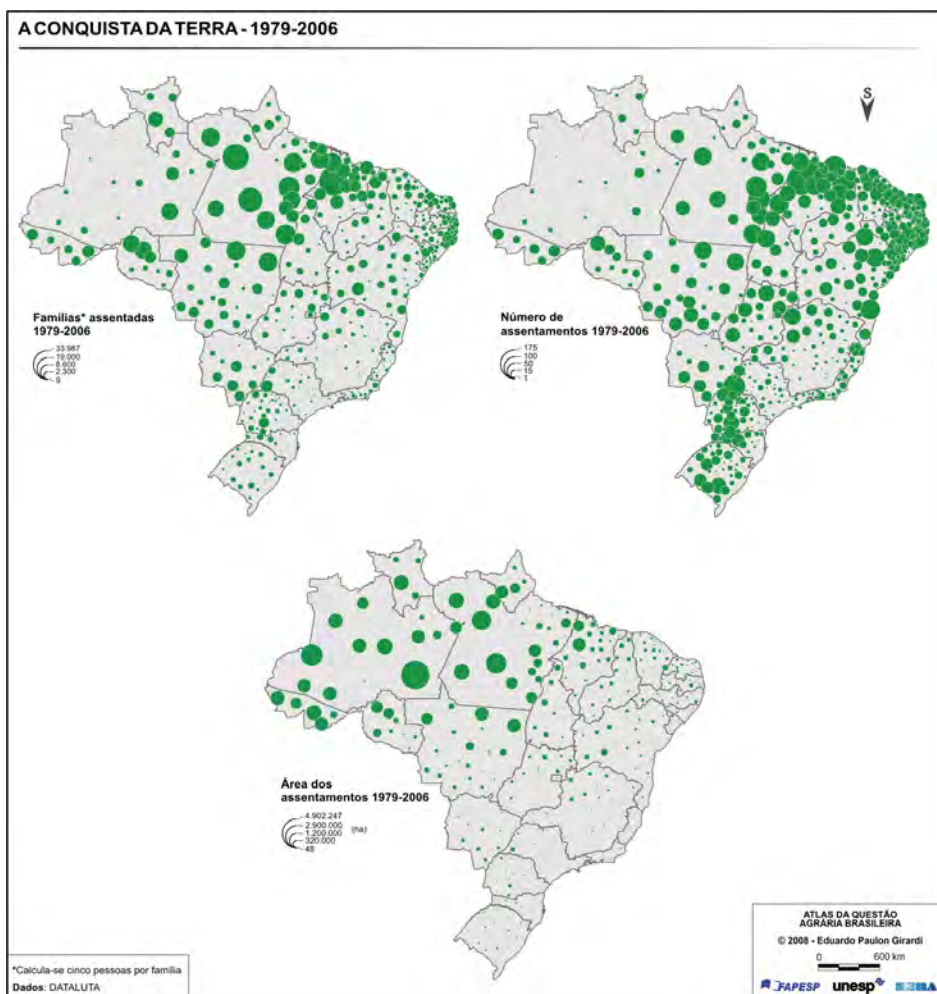 A CONQUISTA DA TERRA - 1979-2006
S
Famílias* assentadas
1979-2006
33.987
19.000
8.600
2.300
9
Número de
assentamentos 1979-2006
175
100
50
15
1
Área dos
assentamentos 1979-2006
4.902.247
2.900.000
1.200.000
320.000
48
(ha)
*Calcula-se cinco pessoas por família
Dados: DATALUTA
ATLAS DA QUESTÃO
AGRÁRIA BRASILEIRA
© 2008 - Eduardo Paulon Girardi
0 600 km
FAPESP unesp